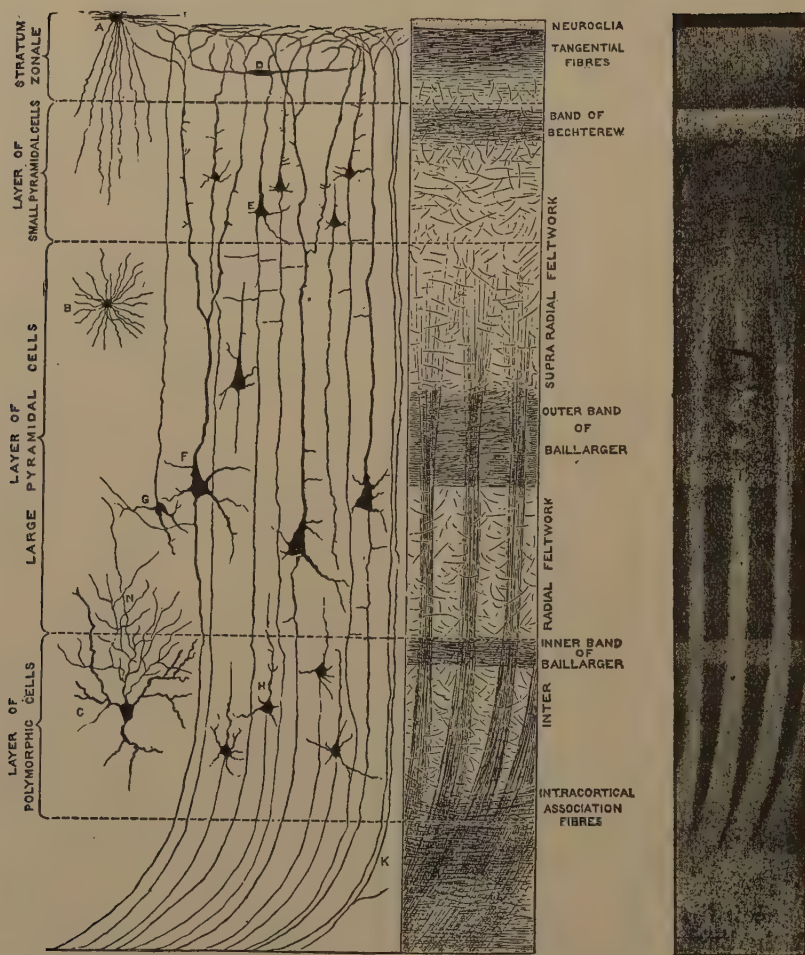 STRATUM
ZONALE
LAYER OF
SMALL PYRAMIDAL CELLS
LAYER OF
LARGE PYRAMIDAL CELLS
LAYER OF
POLYMORPHIC CELLS
A
D
E
B
F
G
N
C
H
K
NEUROGLIA
TANGENTIAL
FIBRES
BAND OF
BECHTEREW
SUPRA RADIAL FELTWORK
OUTER BAND
OF
BAILLARGER
RADIAL FELTWORK
INNER BAND
OF
BAILLARGER
INTER
INTRACORTICAL
ASSOCIATION
FIBRES